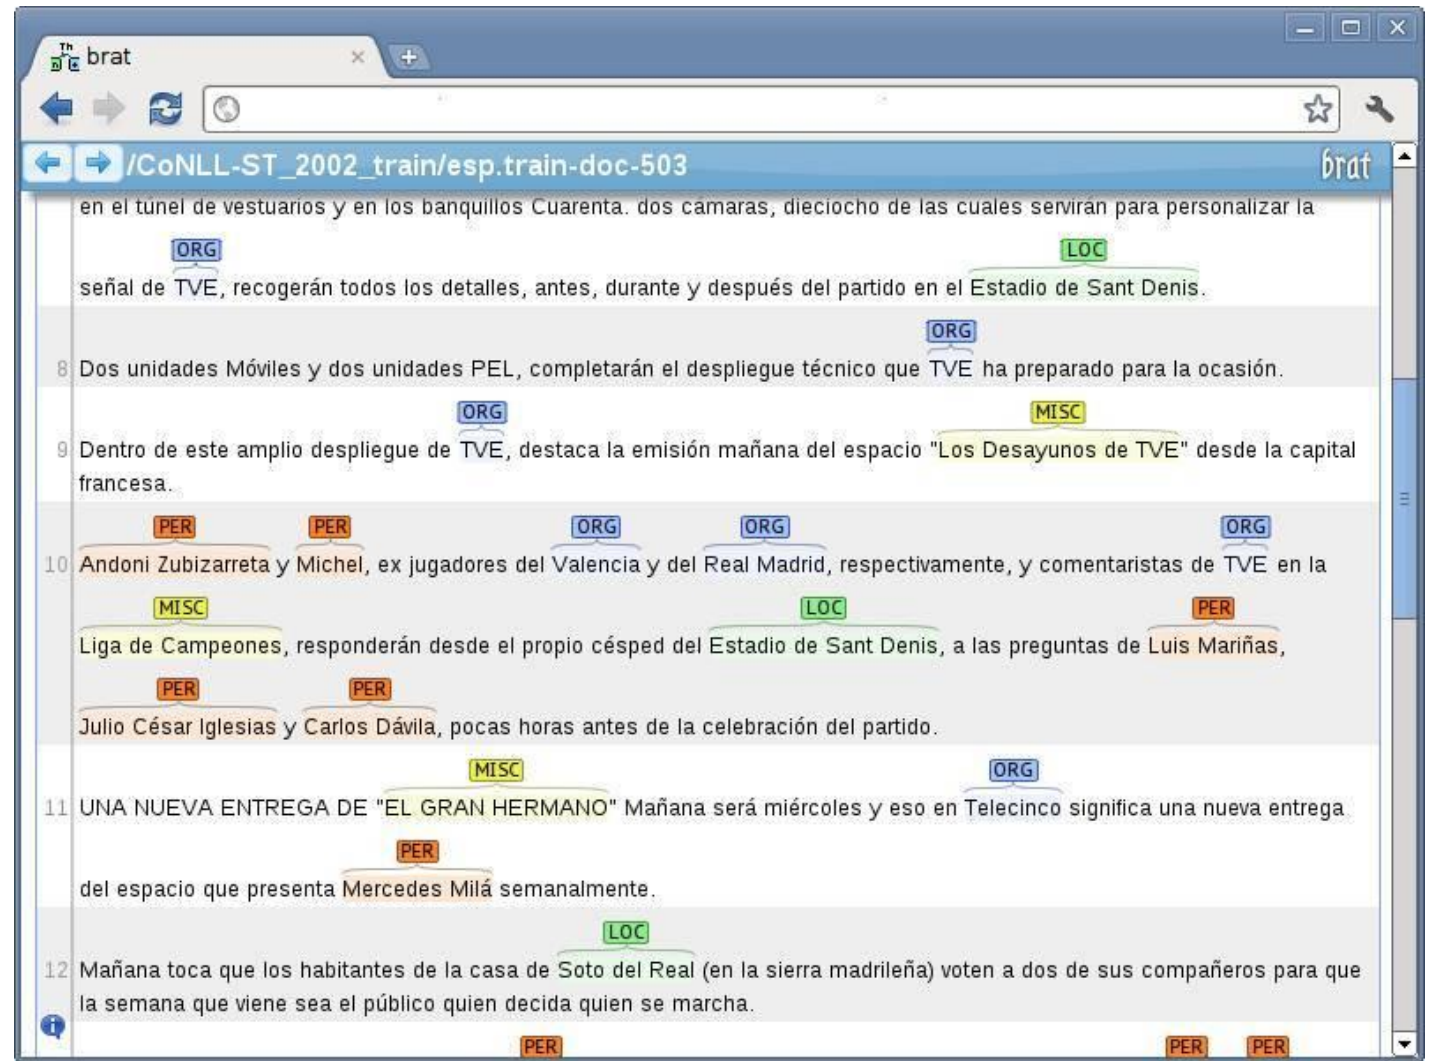 brat
/CoNLL-ST_2002_train/esp.train-doc-503
brat
en el túnel de vestuarios y en los banquillos Cuarenta. dos cámaras, dieciocho de las cuales servirán para personalizar la
ORG LOC
señal de TVE, recogerán todos los detalles, antes, durante y después del partido en el Estadio de Sant Denis.
ORG
8 Dos unidades Móviles y dos unidades PEL, completarán el despliegue técnico que TVE ha preparado para la ocasión.
ORG MISC
9 Dentro de este amplio despliegue de TVE, destaca la emisión mañana del espacio "Los Desayunos de TVE" desde la capital
francesa.
PER PER ORG ORG ORG
10 Andoni Zubizarreta y Michel, ex jugadores del Valencia y del Real Madrid, respectivamente, y comentaristas de TVE en la
MISC LOC PER
Liga de Campeones, responderán desde el propio césped del Estadio de Sant Denis, a las preguntas de Luis Mariñas,
PER PER
Julio César Iglesias y Carlos Dávila, pocas horas antes de la celebración del partido.
MISC ORG
11 UNA NUEVA ENTREGA DE "EL GRAN HERMANO" Mañana será miércoles y eso en Telecinco significa una nueva entrega
PER
del espacio que presenta Mercedes Milá semanalmente.
LOC
12 Mañana toca que los habitantes de la casa de Soto del Real (en la sierra madrileña) voten a dos de sus compañeros para que
la semana que viene sea el público quien decida quien se marcha.
PER PER PER